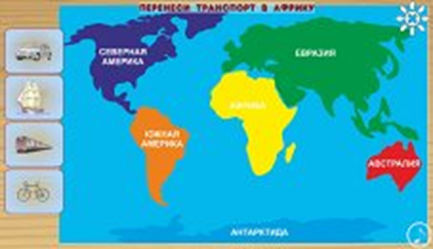 ПЕРЕНЕСИ ТРАНСПОРТ В АФРИКУ
СЕВЕРНАЯ
АМЕРИКА
ЕВРАЗИЯ
АФРИКА
ЮЖНАЯ
АМЕРИКА
АВСТРАЛИЯ
АНТАРКТИДА